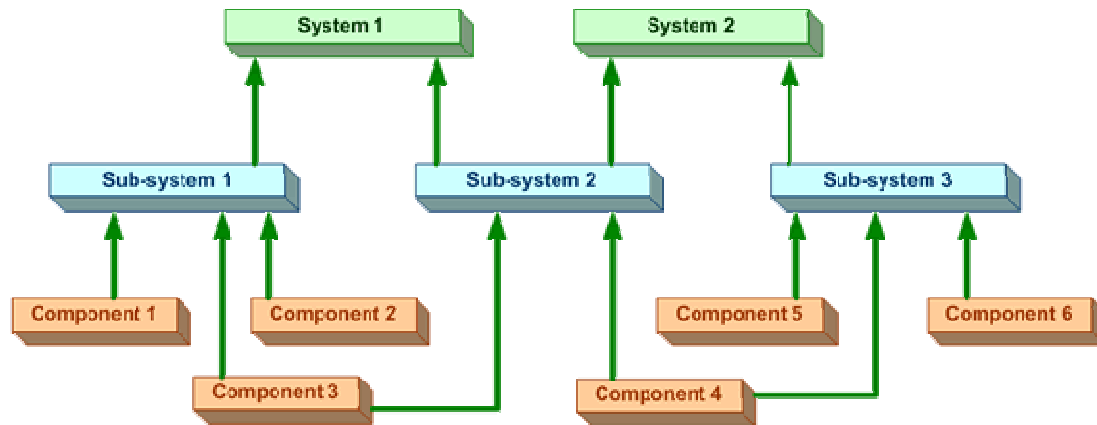 System 1
System 2
Sub-system 1
Sub-system 2
Sub-system 3
Component 1
Component 2
Component 5
Component 6
Component 3
Component 4